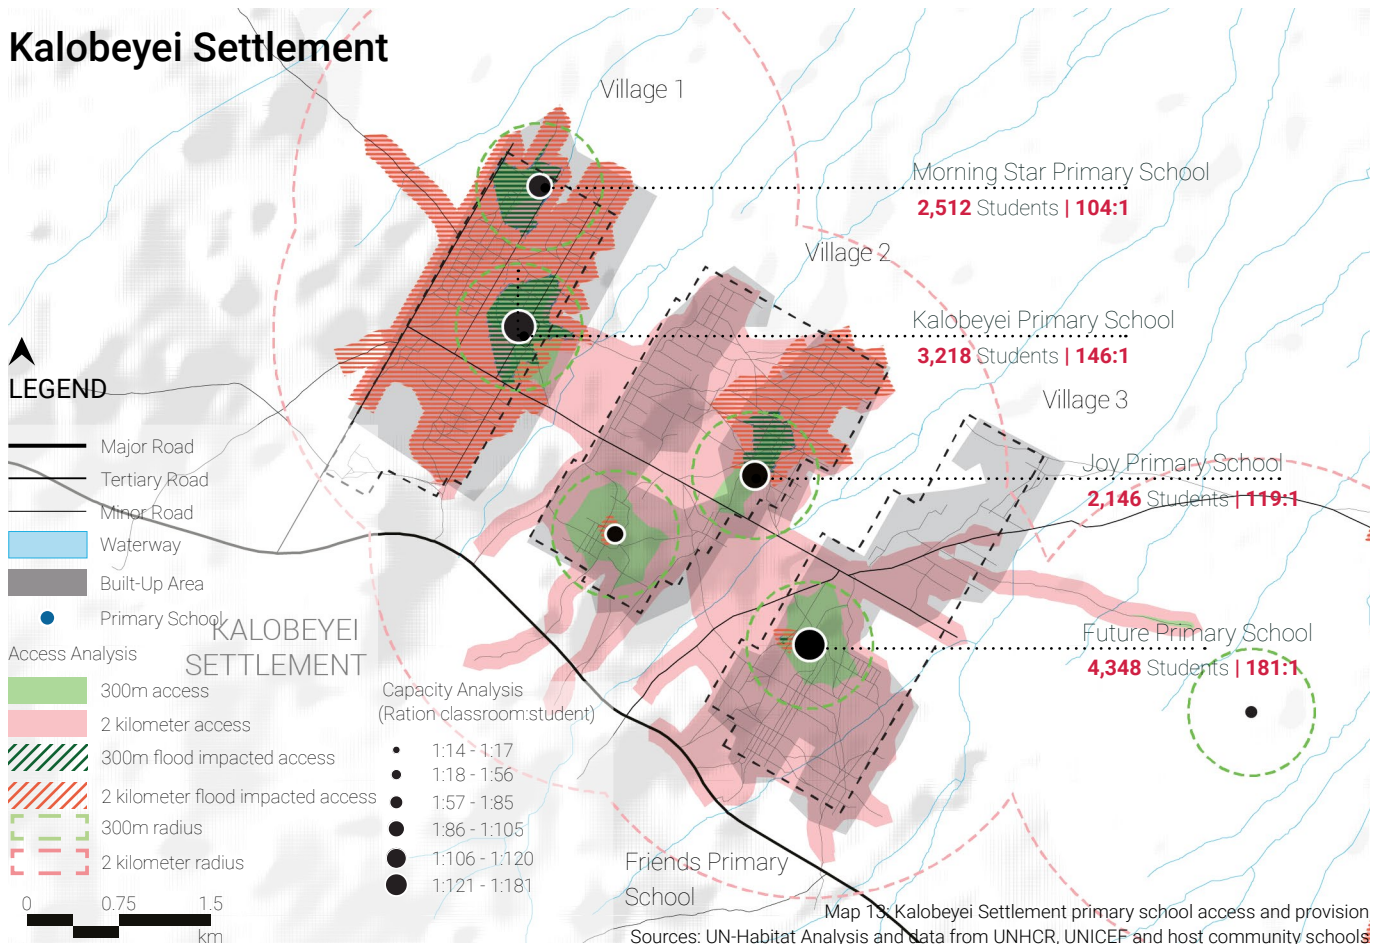 Kalobeyei Settlement
Village 1
Morning Star Primary School
2,512 Students | 104:1
Village 2
Kalobeyei Primary School
3,218 Students | 146:1
Village 3
Joy Primary School
2,146 Students | 119:1
Future Primary School
4,348 Students | 181:1
KALOBEYEI
SETTLEMENT
Friends Primary
School
LEGEND
Major Road
Tertiary Road
Minor Road
Waterway
Built-Up Area
Primary School
Access Analysis
300m access
2 kilometer access
300m flood impacted access
2 kilometer flood impacted access
300m radius
2 kilometer radius
0 0.75 1.5
km
Capacity Analysis
(Ration classroom:student)
1:14 - 1:17
1:18 - 1:56
1:57 - 1:85
1:86 - 1:105
1:106 - 1:120
1:121 - 1:181
Map 13: Kalobeyei Settlement primary school access and provision
Sources: UN-Habitat Analysis and data from UNHCR, UNICEF and host community schools